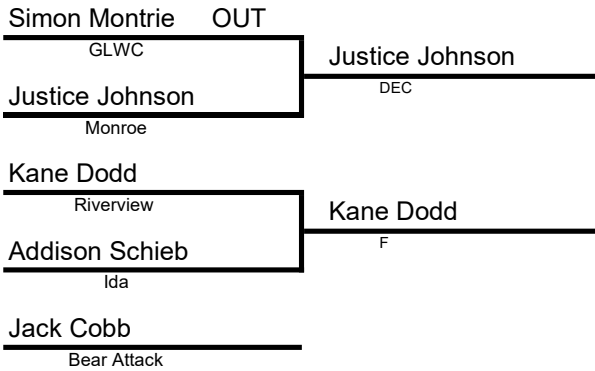 Simon Montrie OUT
GLWC
Justice Johnson
DEC
Justice Johnson
Monroe
Kane Dodd
Riverview
Kane Dodd
F
Addison Schieb
Ida
Jack Cobb
Bear Attack